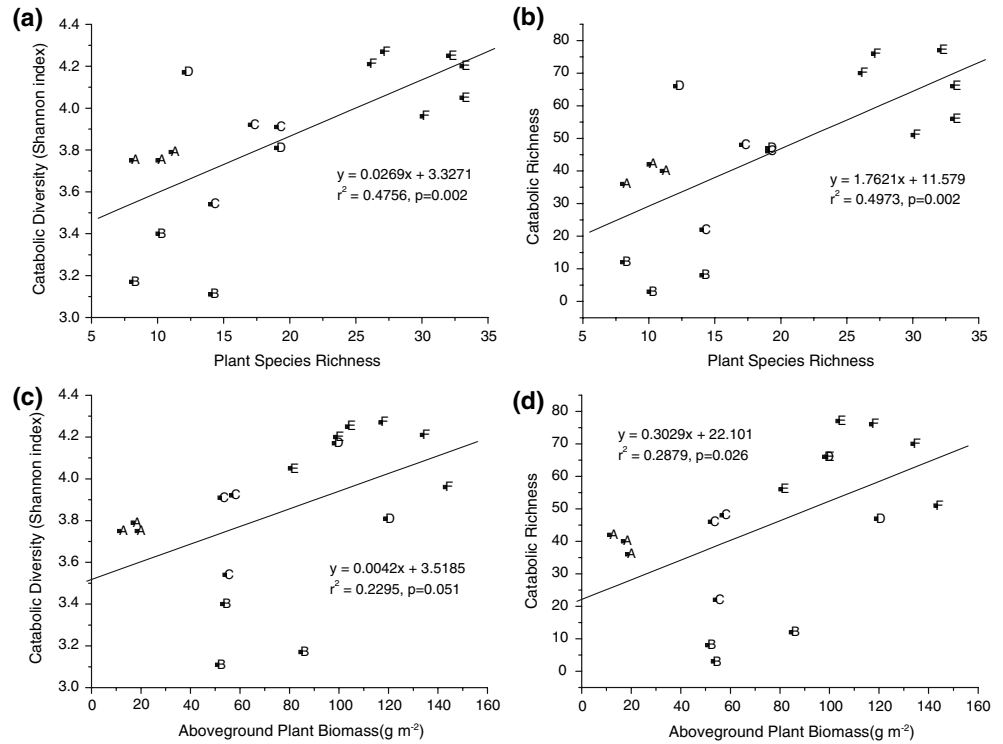 (a)
4.4
4.2
4.0
3.8
3.6
3.4
3.2
3.0
Catabolic Diversity (Shannon index)
D
F
F
E
E
E
F
C
C
D
A
A
A
C
B
B
B
y = 0.0269x + 3.3271
r² = 0.4756, p=0.002
5 10 15 20 25 30 35
Plant Species Richness
(b)
80
70
60
50
40
30
20
10
0
Catabolic Richness
D
F
F
E
E
E
F
C
D
C
A
A
A
C
B
B
B
y = 1.7621x + 11.579
r² = 0.4973, p=0.002
5 10 15 20 25 30 35
Plant Species Richness
(c)
4.4
4.2
4.0
3.8
3.6
3.4
3.2
3.0
Catabolic Diversity (Shannon index)
E
F
F
E
D
E
F
C
C
D
A
A
A
C
B
B
B
y = 0.0042x + 3.5185
r² = 0.2295, p=0.051
0 20 40 60 80 100 120 140 160
Aboveground Plant Biomass(g m⁻²)
(d)
80
70
60
50
40
30
20
10
0
Catabolic Richness
y = 0.3029x + 22.101
r² = 0.2879, p=0.026
E
F
F
D
E
E
F
C
C
D
A
A
A
C
B
B
B
0 20 40 60 80 100 120 140 160
Aboveground Plant Biomass(g m⁻²)